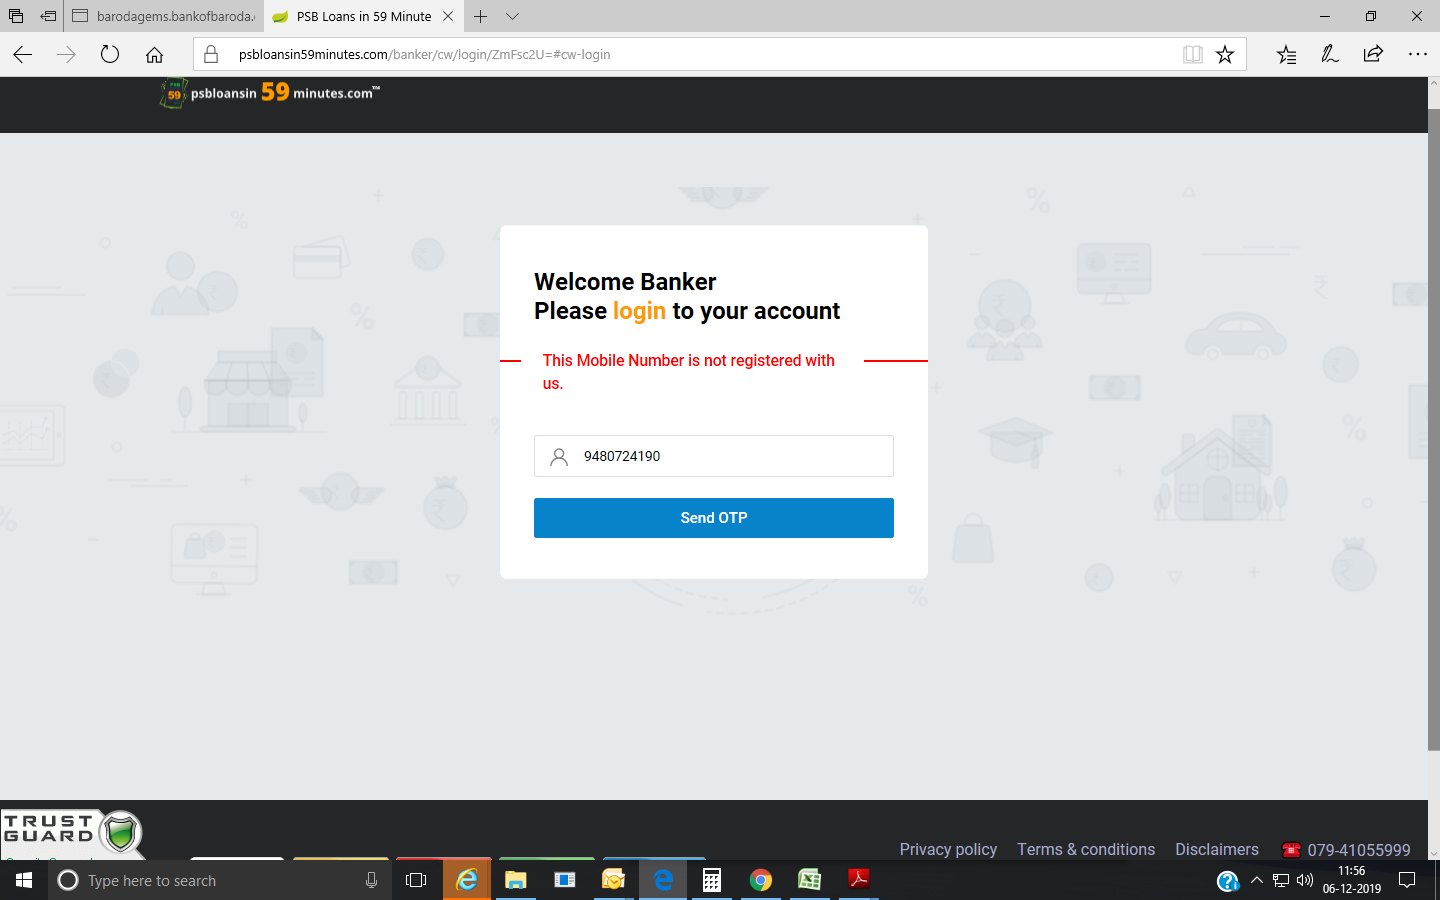 barodagems.bankofbaroda.
PSB Loans in 59 Minute
psbloansin59minutes.com/banker/cw/login/ZmFsc2U=#cw-login
PSB
59
psbloansin 59 minutes.com™
Welcome Banker
Please login to your account
This Mobile Number is not registered with
us.
9480724190
Send OTP
TRUST
GUARD
Privacy policy
Terms & conditions
Disclaimers
079-41055999
Type here to search
11:56
06-12-2019